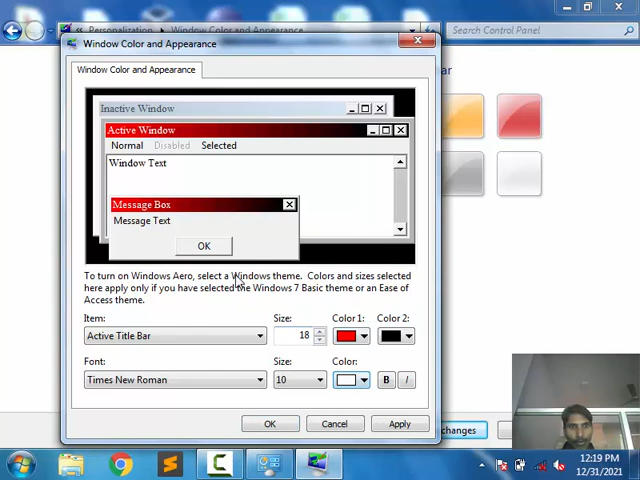 Personalization
Window Color and Appearance
Search Control Panel
Window Color and Appearance
Window Color and Appearance
Inactive Window
Active Window
Normal Disabled Selected
Window Text
Message Box
Message Text
OK
To turn on Windows Aero, select a Windows theme. Colors and sizes selected
here apply only if you have selected the Windows 7 Basic theme or an Ease of
Access theme.
Item: Size: Color 1: Color 2:
Active Title Bar 18
Font: Size: Color:
Times New Roman 10 B I
OK Cancel Apply
changes
12:19 PM
12/31/2021